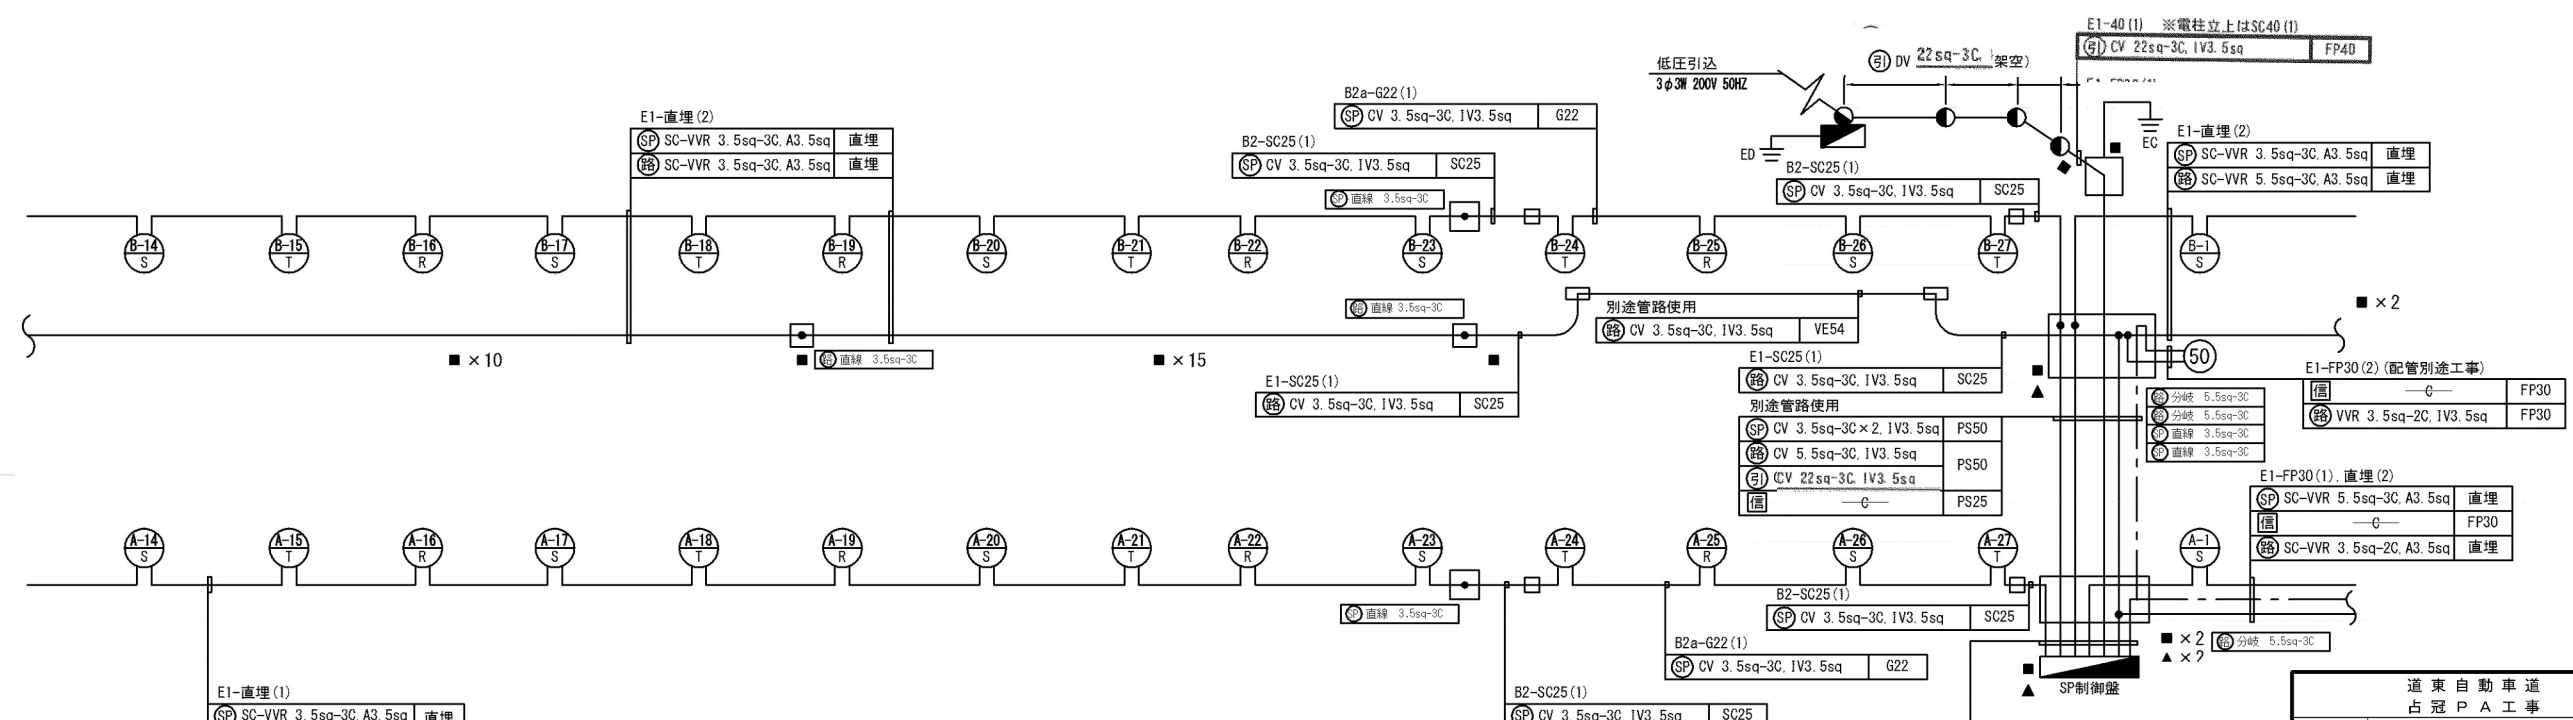 E1-40(1) ※電柱立上はSC40(1)
引 CV 22sq-3C, IV3.5sq FP40
低圧引込
3φ3W 200V 50HZ
引 DV 22sq-3C, 架空)
ED
EC
B2a-G22(1)
SP CV 3.5sq-3C, IV3.5sq G22
E1-直埋(2)
SP SC-VVR 3.5sq-3C, A3.5sq 直埋
路 SC-VVR 3.5sq-3C, A3.5sq 直埋
B2-SC25(1)
SP CV 3.5sq-3C, IV3.5sq SC25
SP 直線 3.5sq-3C
B2-SC25(1)
SP CV 3.5sq-3C, IV3.5sq SC25
E1-直埋(2)
SP SC-VVR 3.5sq-3C, A3.5sq 直埋
路 SC-VVR 5.5sq-3C, A3.5sq 直埋
B-14 S
B-15 T
B-16 R
B-17 S
B-18 T
B-19 R
B-20 S
B-21 T
B-22 R
B-23 S
B-24 T
B-25 R
B-26 S
B-27 T
B-1 S
■×2
路 直線 3.5sq-3C
別途管路使用
路 CV 3.5sq-3C, IV3.5sq VE54
■×10
■
路 直線 3.5sq-3C
■×15
■
50
E1-SC25(1)
路 CV 3.5sq-3C, IV3.5sq SC25
E1-SC25(1)
路 CV 3.5sq-3C, IV3.5sq SC25
■
▲
E1-FP30(2)(配管別途工事)
信 C FP30
路 VVR 3.5sq-2C, IV3.5sq FP30
路 分岐 5.5sq-3C
路 分岐 5.5sq-3C
SP 直線 3.5sq-3C
SP 直線 3.5sq-3C
別途管路使用
SP CV 3.5sq-3C×2, IV3.5sq PS50
路 CV 5.5sq-3C, IV3.5sq PS50
引 CV 22sq-3C, IV3.5sq
信 C PS25
E1-FP30(1), 直埋(2)
SP SC-VVR 5.5sq-3C, A3.5sq 直埋
信 C FP30
路 SC-VVR 3.5sq-2C, A3.5sq 直埋
A-14 S
A-15 T
A-16 R
A-17 S
A-18 T
A-19 R
A-20 S
A-21 T
A-22 R
A-23 S
A-24 T
A-25 R
A-26 S
A-27 T
A-1 S
SP 直線 3.5sq-3C
B2-SC25(1)
SP CV 3.5sq-3C, IV3.5sq SC25
B2a-G22(1)
SP CV 3.5sq-3C, IV3.5sq G22
■×2
▲×2
路 分岐 5.5sq-3C
■
▲
SP制御盤
E1-直埋(1)
SP SC-VVR 3.5sq-3C, A3.5sq 直埋
B2-SC25(1)
SP CV 3.5sq-3C, IV3.5sq SC25
道東自動車道
占冠PA工事